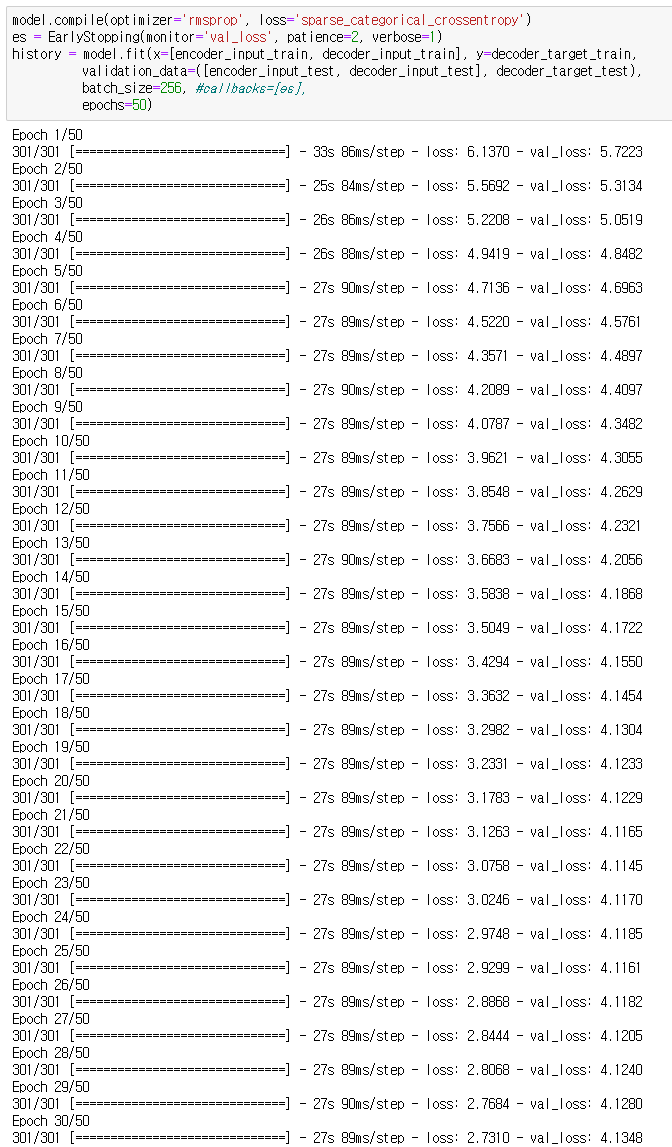 model.compile(optimizer='rmsprop', loss='sparse_categorical_crossentropy')
es = EarlyStopping(monitor='val_loss', patience=2, verbose=1)
history = model.fit(x=[encoder_input_train, decoder_input_train], y=decoder_target_train,
validation_data=([encoder_input_test, decoder_input_test], decoder_target_test),
batch_size=256, #callbacks=[es],
epochs=50)
Epoch 1/50
301/301 [==============================] - 33s 86ms/step - loss: 6.1370 - val_loss: 5.7223
Epoch 2/50
301/301 [==============================] - 25s 84ms/step - loss: 5.5692 - val_loss: 5.3134
Epoch 3/50
301/301 [==============================] - 26s 86ms/step - loss: 5.2208 - val_loss: 5.0519
Epoch 4/50
301/301 [==============================] - 26s 88ms/step - loss: 4.9419 - val_loss: 4.8482
Epoch 5/50
301/301 [==============================] - 27s 90ms/step - loss: 4.7136 - val_loss: 4.6963
Epoch 6/50
301/301 [==============================] - 27s 89ms/step - loss: 4.5220 - val_loss: 4.5761
Epoch 7/50
301/301 [==============================] - 27s 89ms/step - loss: 4.3571 - val_loss: 4.4897
Epoch 8/50
301/301 [==============================] - 27s 90ms/step - loss: 4.2089 - val_loss: 4.4097
Epoch 9/50
301/301 [==============================] - 27s 89ms/step - loss: 4.0787 - val_loss: 4.3482
Epoch 10/50
301/301 [==============================] - 27s 89ms/step - loss: 3.9621 - val_loss: 4.3055
Epoch 11/50
301/301 [==============================] - 27s 89ms/step - loss: 3.8548 - val_loss: 4.2629
Epoch 12/50
301/301 [==============================] - 27s 89ms/step - loss: 3.7566 - val_loss: 4.2321
Epoch 13/50
301/301 [==============================] - 27s 90ms/step - loss: 3.6683 - val_loss: 4.2056
Epoch 14/50
301/301 [==============================] - 27s 89ms/step - loss: 3.5838 - val_loss: 4.1868
Epoch 15/50
301/301 [==============================] - 27s 89ms/step - loss: 3.5049 - val_loss: 4.1722
Epoch 16/50
301/301 [==============================] - 27s 89ms/step - loss: 3.4294 - val_loss: 4.1550
Epoch 17/50
301/301 [==============================] - 27s 89ms/step - loss: 3.3632 - val_loss: 4.1454
Epoch 18/50
301/301 [==============================] - 27s 89ms/step - loss: 3.2982 - val_loss: 4.1304
Epoch 19/50
301/301 [==============================] - 27s 89ms/step - loss: 3.2331 - val_loss: 4.1233
Epoch 20/50
301/301 [==============================] - 27s 89ms/step - loss: 3.1783 - val_loss: 4.1229
Epoch 21/50
301/301 [==============================] - 27s 89ms/step - loss: 3.1263 - val_loss: 4.1165
Epoch 22/50
301/301 [==============================] - 27s 89ms/step - loss: 3.0758 - val_loss: 4.1145
Epoch 23/50
301/301 [==============================] - 27s 89ms/step - loss: 3.0246 - val_loss: 4.1170
Epoch 24/50
301/301 [==============================] - 27s 89ms/step - loss: 2.9748 - val_loss: 4.1185
Epoch 25/50
301/301 [==============================] - 27s 89ms/step - loss: 2.9299 - val_loss: 4.1161
Epoch 26/50
301/301 [==============================] - 27s 89ms/step - loss: 2.8868 - val_loss: 4.1182
Epoch 27/50
301/301 [==============================] - 27s 89ms/step - loss: 2.8444 - val_loss: 4.1205
Epoch 28/50
301/301 [==============================] - 27s 89ms/step - loss: 2.8068 - val_loss: 4.1240
Epoch 29/50
301/301 [==============================] - 27s 90ms/step - loss: 2.7684 - val_loss: 4.1280
Epoch 30/50
301/301 [==============================] - 27s 89ms/step - loss: 2.7310 - val_loss: 4.1348